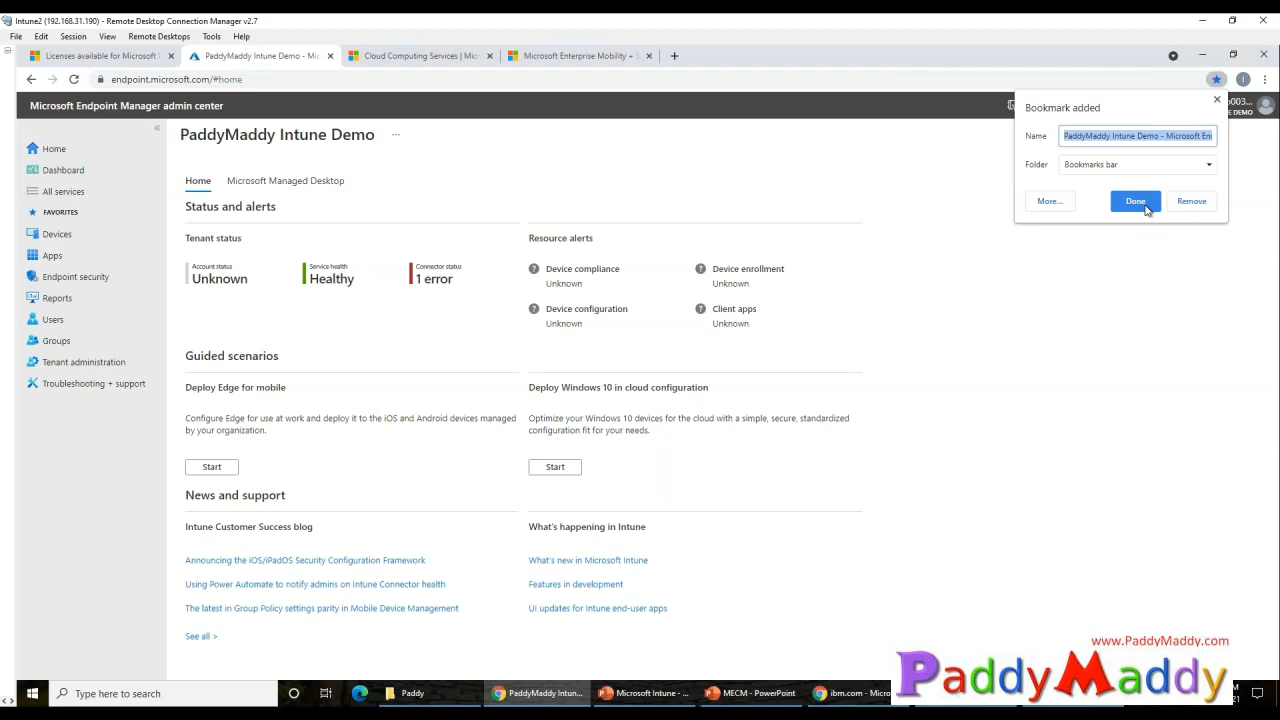 Intune2 (192.168.31.190) - Remote Desktop Connection Manager v2.7
File Edit Session View Remote Desktops Tools Help
Licenses available for Microsoft
PaddyMaddy Intune Demo - Mic
Cloud Computing Services | Mic
Microsoft Enterprise Mobility +
endpoint.microsoft.com/#home
I
Microsoft Endpoint Manager admin center
DEMO
Bookmark added
Name PaddyMaddy Intune Demo - Microsoft En
Folder Bookmarks bar
More... Done Remove
PaddyMaddy Intune Demo ...
Home
Dashboard
All services
FAVORITES
Devices
Apps
Endpoint security
Reports
Users
Groups
Tenant administration
Troubleshooting + support
Home Microsoft Managed Desktop
Status and alerts
Tenant status
Account status
Unknown
Service health
Healthy
Connector status
1 error
Resource alerts
Device compliance
Unknown
Device enrollment
Unknown
Device configuration
Unknown
Client apps
Unknown
Guided scenarios
Deploy Edge for mobile
Configure Edge for use at work and deploy it to the iOS and Android devices managed
by your organization.
Start
Deploy Windows 10 in cloud configuration
Optimize your Windows 10 devices for the cloud with a simple, secure, standardized
configuration fit for your needs.
Start
News and support
Intune Customer Success blog
Announcing the iOS/iPadOS Security Configuration Framework
Using Power Automate to notify admins on Intune Connector health
The latest in Group Policy settings parity in Mobile Device Management
See all >
What's happening in Intune
What's new in Microsoft Intune
Features in development
UI updates for Intune end-user apps
www.PaddyMaddy.com
PaddyMaddy
Type here to search
Paddy
PaddyMaddy Intun...
Microsoft Intune - ...
MECM - PowerPoint
ibm.com - Micro